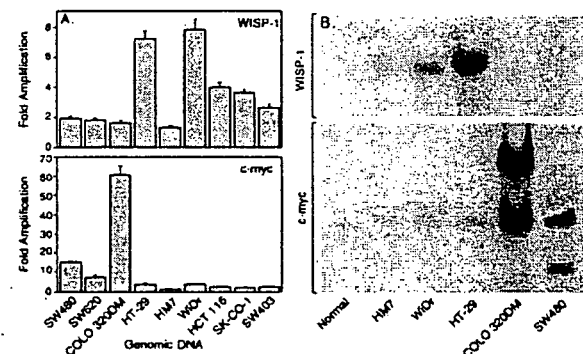 A.
WISP-1
Fold Amplification
8
6
4
2
0
c-myc
Fold Amplification
70
60
50
40
30
20
10
0
SW480
SW620
COLO 320DM
HT-29
HM7
WiDr
HCT 116
SK-CO-1
SW403
Genomic DNA
B.
WISP-1
c-myc
Normal
HM7
WiDr
HT-29
COLO 320DM
SW480